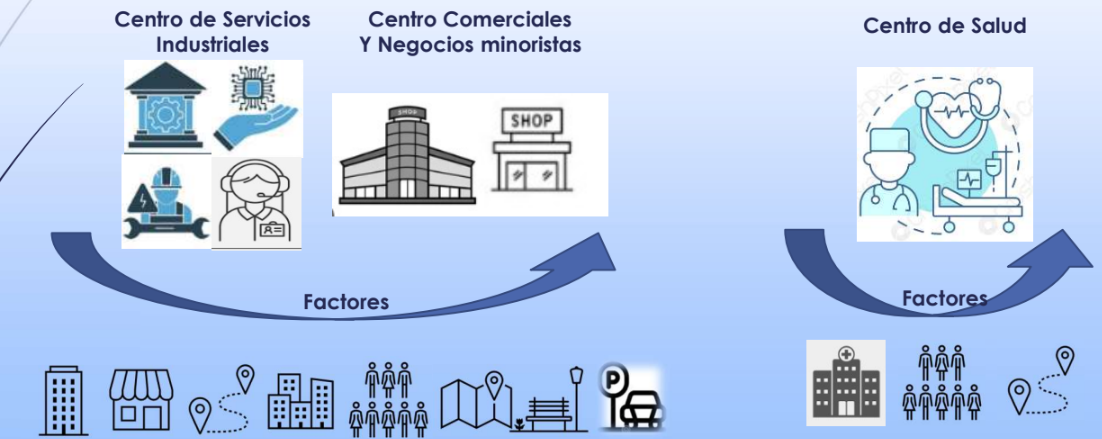 Centro de Servicios
Industriales
Centro Comerciales
Y Negocios minoristas
Centro de Salud
SHOP
SHOP
Factores
Factores
P